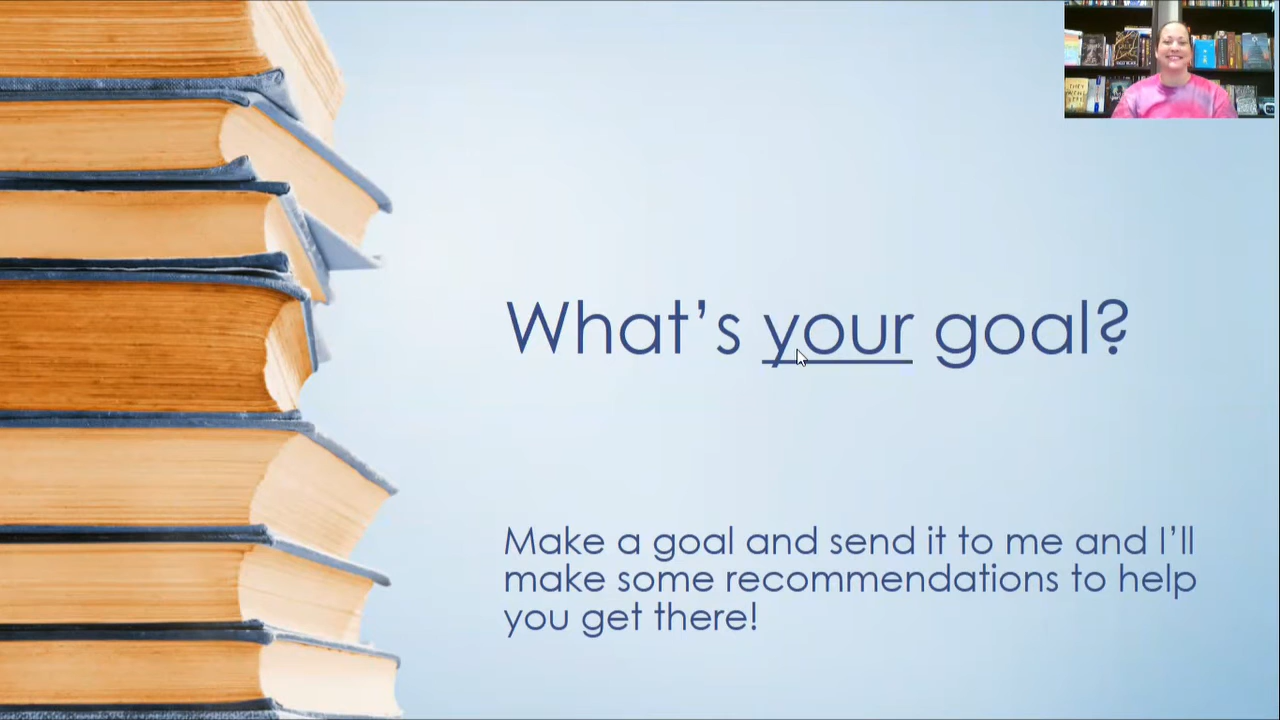 What's your goal?
Make a goal and send it to me and I'll
make some recommendations to help
you get there!